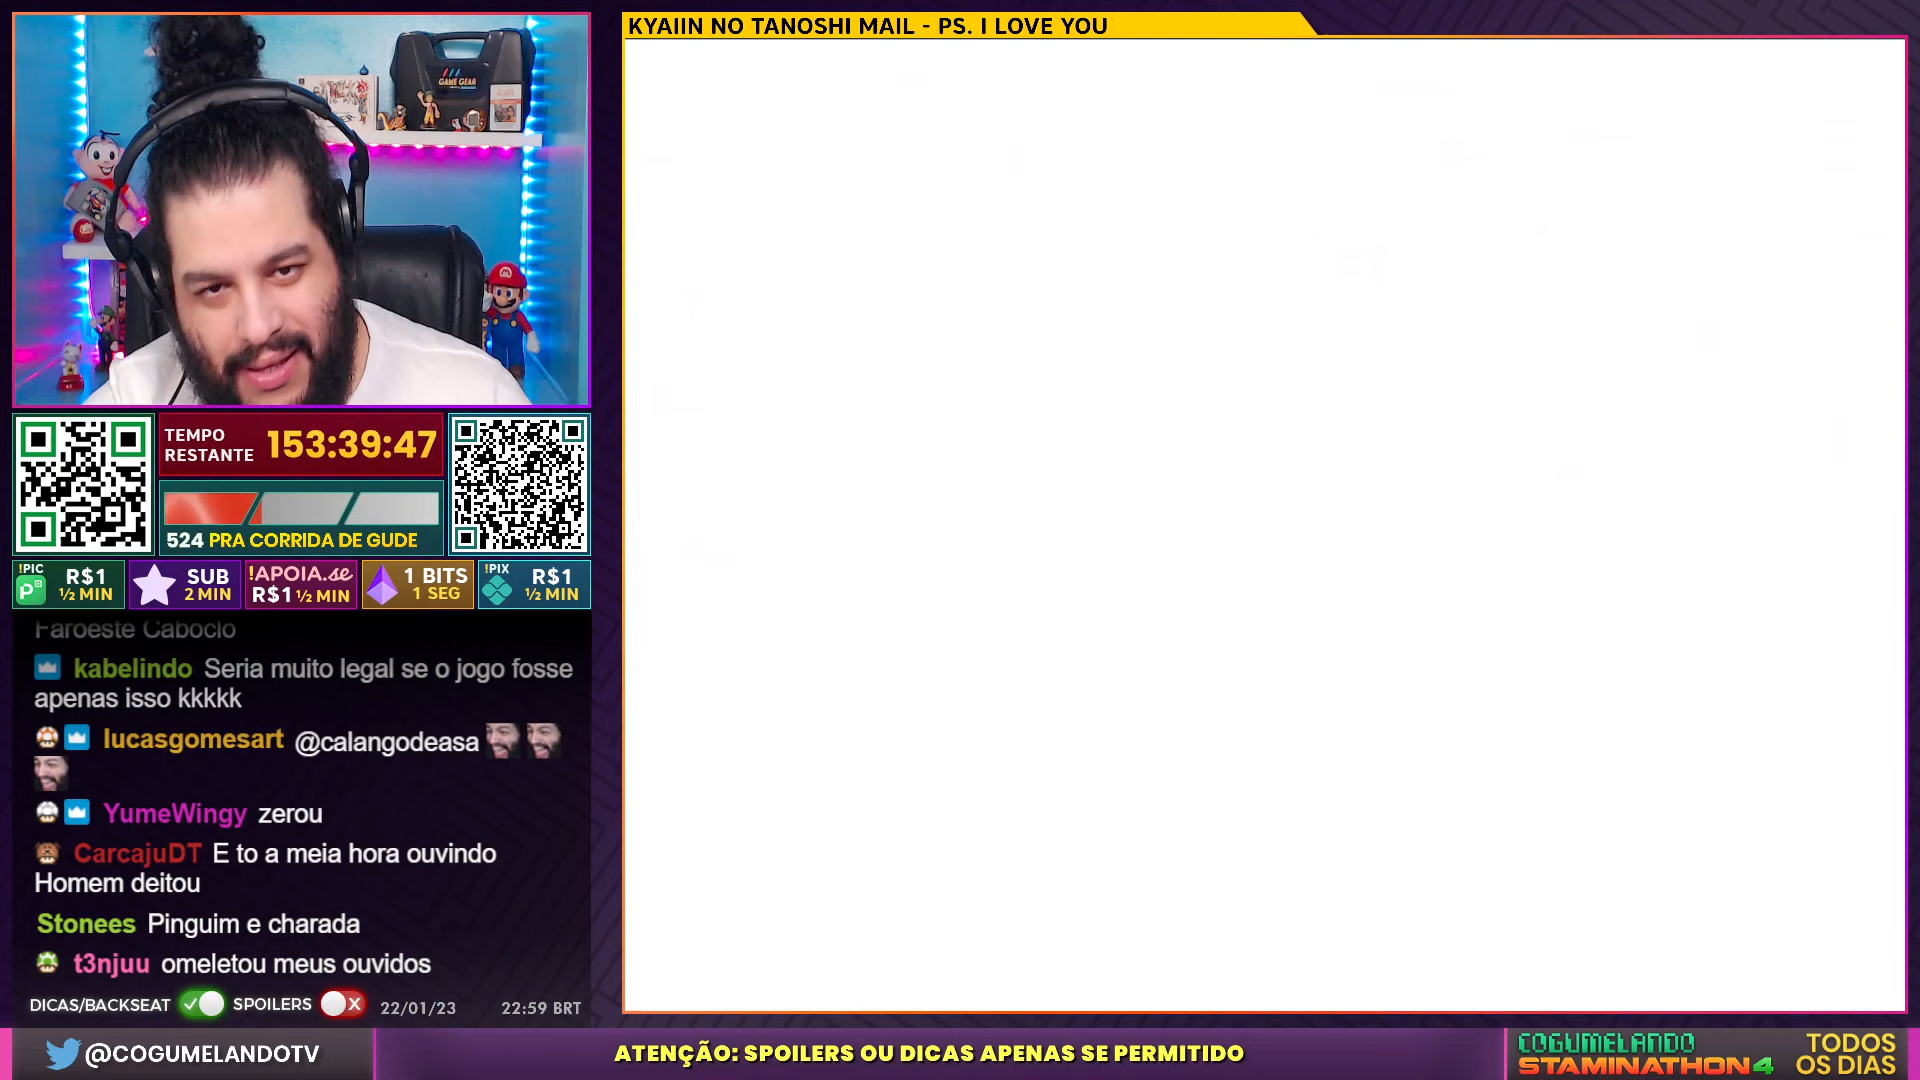 KYAIIN NO TANOSHI MAIL - PS. I LOVE YOU
GAME GEAR
TEMPO RESTANTE 153:39:47
524 PRA CORRIDA DE GUDE
!PIC R$1 ½ MIN
SUB 2 MIN
!APOIA.se R$1 ½ MIN
1 BITS 1 SEG
!PIX R$1 ½ MIN
Faroeste Caboclo
kabelindo Seria muito legal se o jogo fosse
apenas isso kkkkk
lucasgomesart @calangodeasa
YumeWingy zerou
CarcajuDT E to a meia hora ouvindo
Homem deitou
Stonees Pinguim e charada
t3njuu omeletou meus ouvidos
DICAS/BACKSEAT SPOILERS X 22/01/23 22:59 BRT
@COGUMELANDOTV
ATENÇÃO: SPOILERS OU DICAS APENAS SE PERMITIDO
COGUMELANDO
STAMINATHON 4
TODOS
OS DIAS